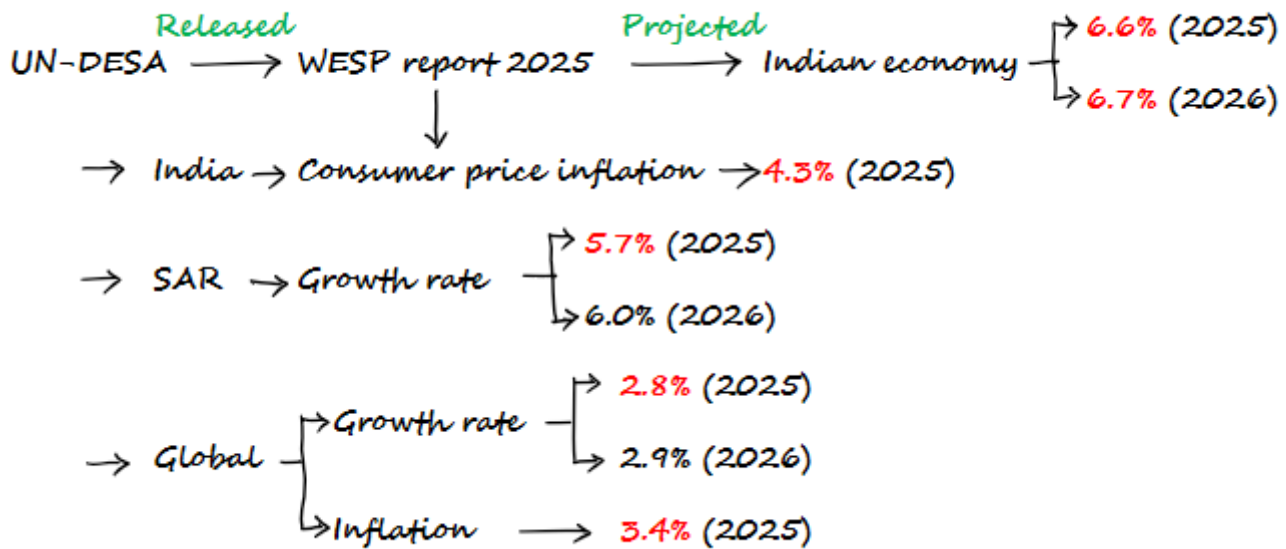 Released Projected 6.6% (2025)
UN-DESA → WESP report 2025 → Indian economy
6.7% (2026)
→ India → Consumer price inflation → 4.3% (2025)
5.7% (2025)
→ SAR → Growth rate
6.0% (2026)
2.8% (2025)
Growth rate
→ Global 2.9% (2026)
Inflation → 3.4% (2025)